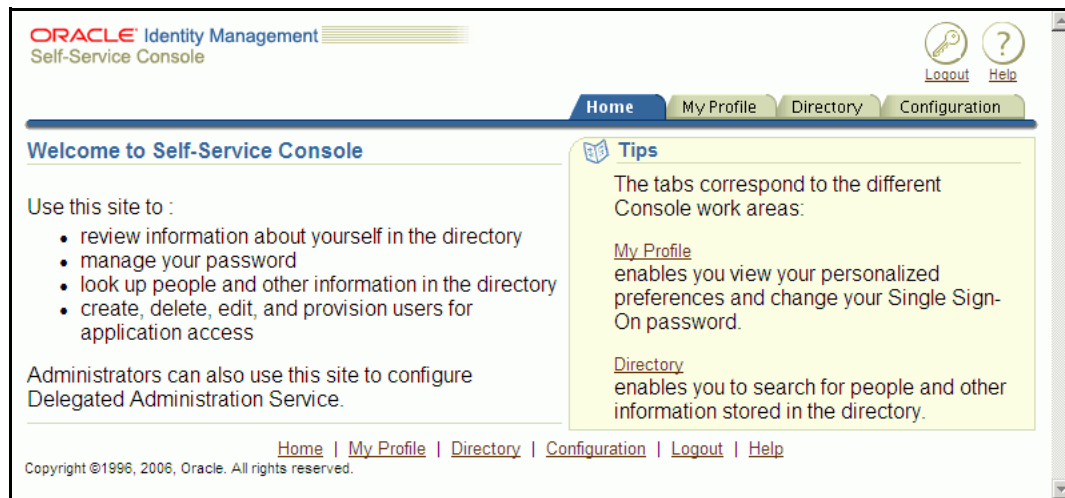 ORACLE Identity Management
Self-Service Console
Logout
Help
Home
My Profile
Directory
Configuration
Welcome to Self-Service Console
Use this site to :
• review information about yourself in the directory
• manage your password
• look up people and other information in the directory
• create, delete, edit, and provision users for
application access
Administrators can also use this site to configure
Delegated Administration Service.
Tips
The tabs correspond to the different
Console work areas:
My Profile
enables you view your personalized
preferences and change your Single Sign-
On password.
Directory
enables you to search for people and other
information stored in the directory.
Home | My Profile | Directory | Configuration | Logout | Help
Copyright ©1996, 2006, Oracle. All rights reserved.